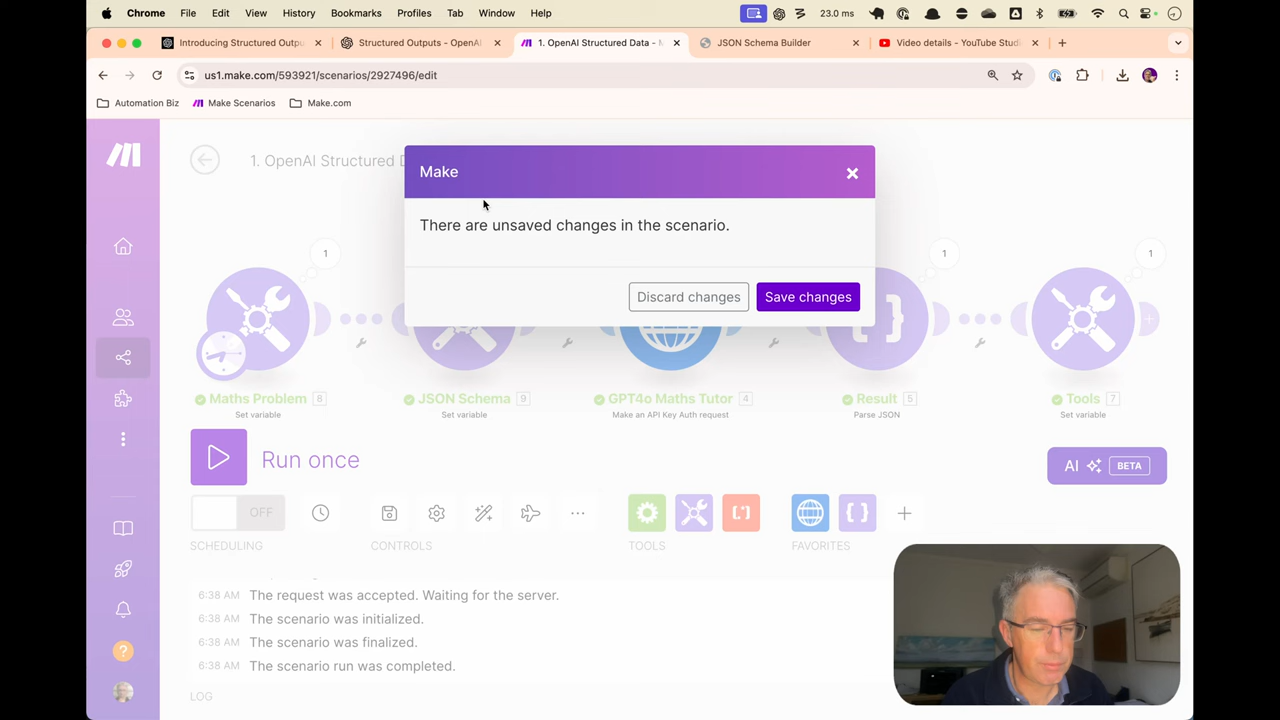 Chrome File Edit View History Bookmarks Profiles Tab Window Help 23.0 ms
Introducing Structured Outpu Structured Outputs - OpenAI 1. OpenAI Structured Data - M JSON Schema Builder Video details - YouTube Stud
us1.make.com/593921/scenarios/2927496/edit
Automation Biz Make Scenarios Make.com
1. OpenAI Structured D
Make
There are unsaved changes in the scenario.
Discard changes Save changes
1 1 1
Maths Problem 8 JSON Schema 9 GPT4o Maths Tutor 4 Result 5 Tools 7
Set variable Set variable Make an API Key Auth request Parse JSON Set variable
Run once
AI BETA
OFF
SCHEDULING CONTROLS TOOLS FAVORITES
6:38 AM The request was accepted. Waiting for the server.
6:38 AM The scenario was initialized.
6:38 AM The scenario was finalized.
6:38 AM The scenario run was completed.
LOG